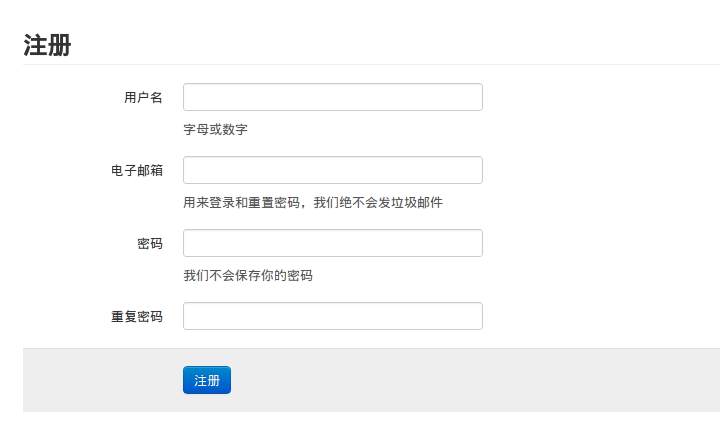 注册
用户名
字母或数字
电子邮箱
用来登录和重置密码，我们绝不会发垃圾邮件
密码
我们不会保存你的密码
重复密码
注册